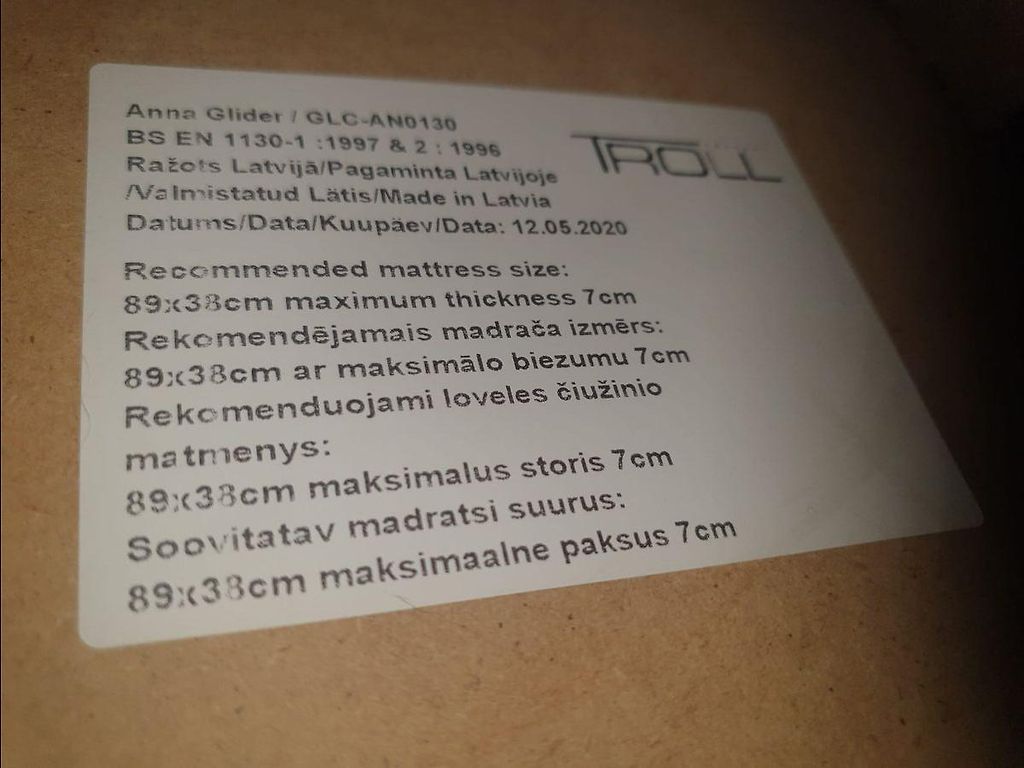 Anna Glider / GLC-AN0130
BS EN 1130-1 :1997 & 2 : 1996
Ražots Latvijā/Pagaminta Latvijoje
/Valmistatud Lätis/Made in Latvia
Datums/Data/Kuupäev/Data: 12.05.2020
TROLL
Recommended mattress size:
89x38cm maximum thickness 7cm
Rekomendējamais madrača izmērs:
89x38cm ar maksimālo biezumu 7cm
Rekomenduojami loveles čiužinio
matmenys:
89x38cm maksimalus storis 7cm
Soovitatav madratsi suurus:
89x38cm maksimaalne paksus 7cm